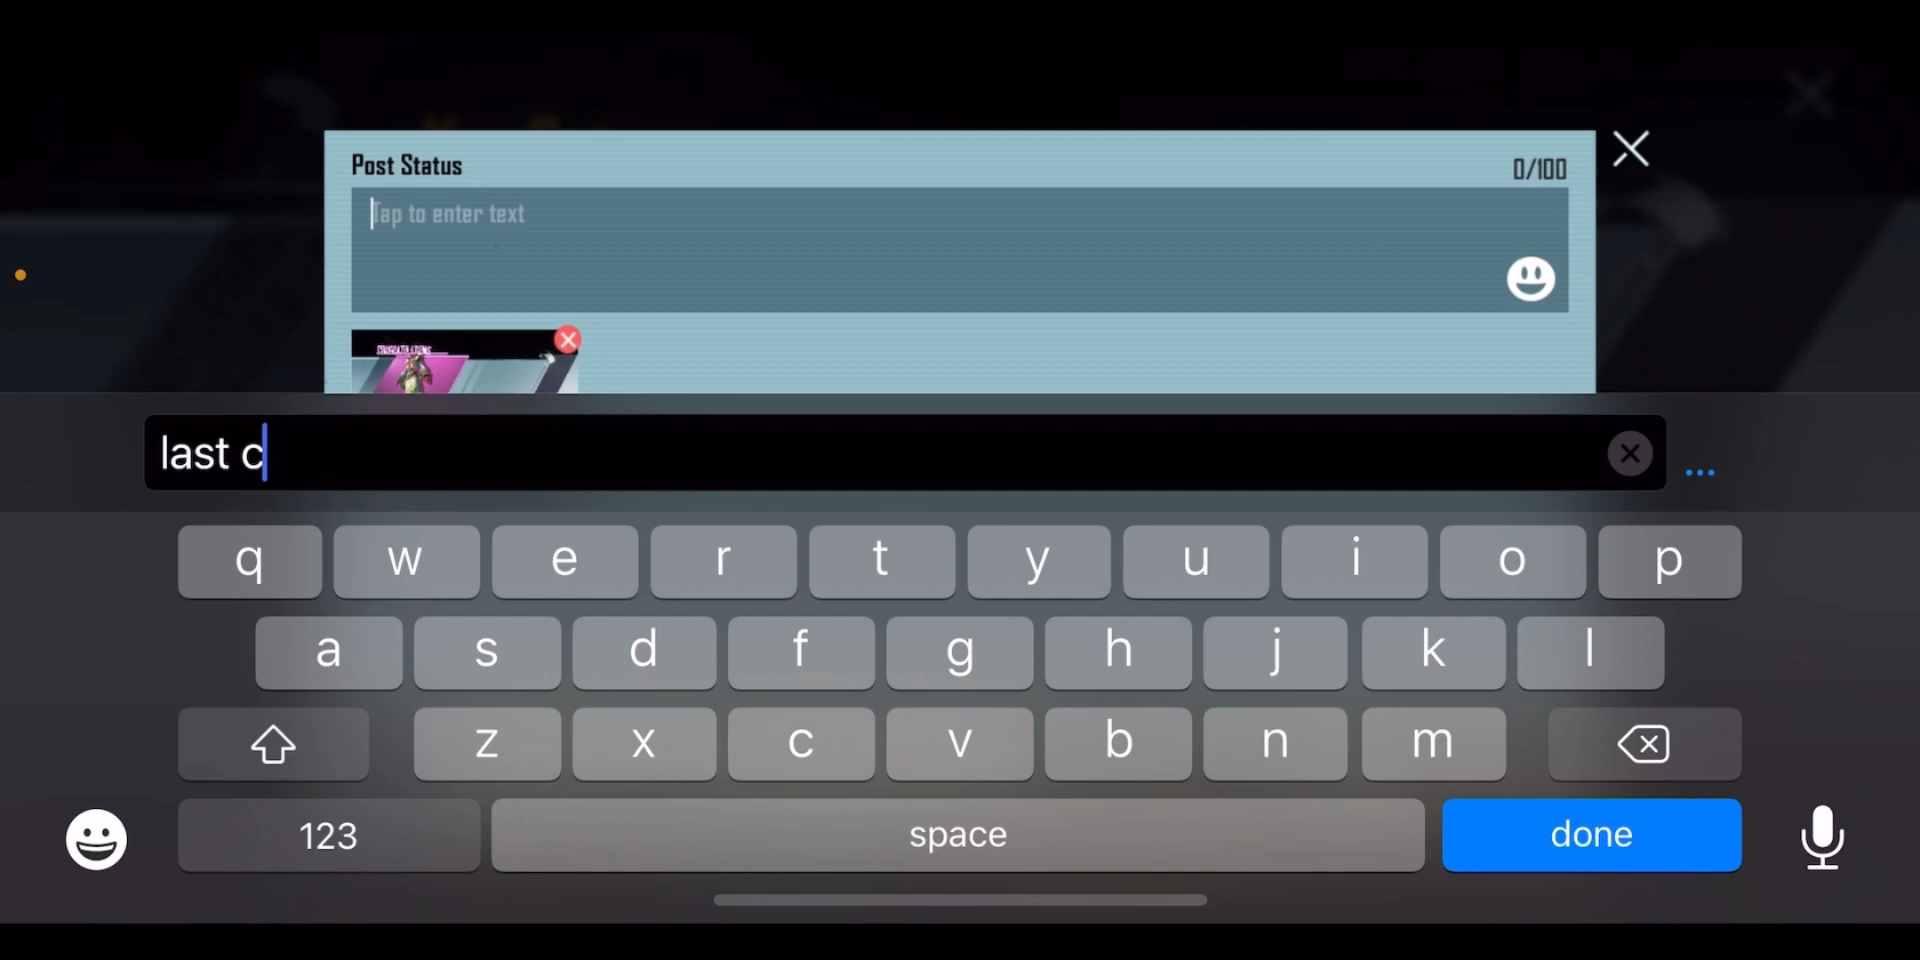 Post Status
0/100
Tap to enter text
last c
q w e r t y u i o p
a s d f g h j k l
z x c v b n m
123 space done